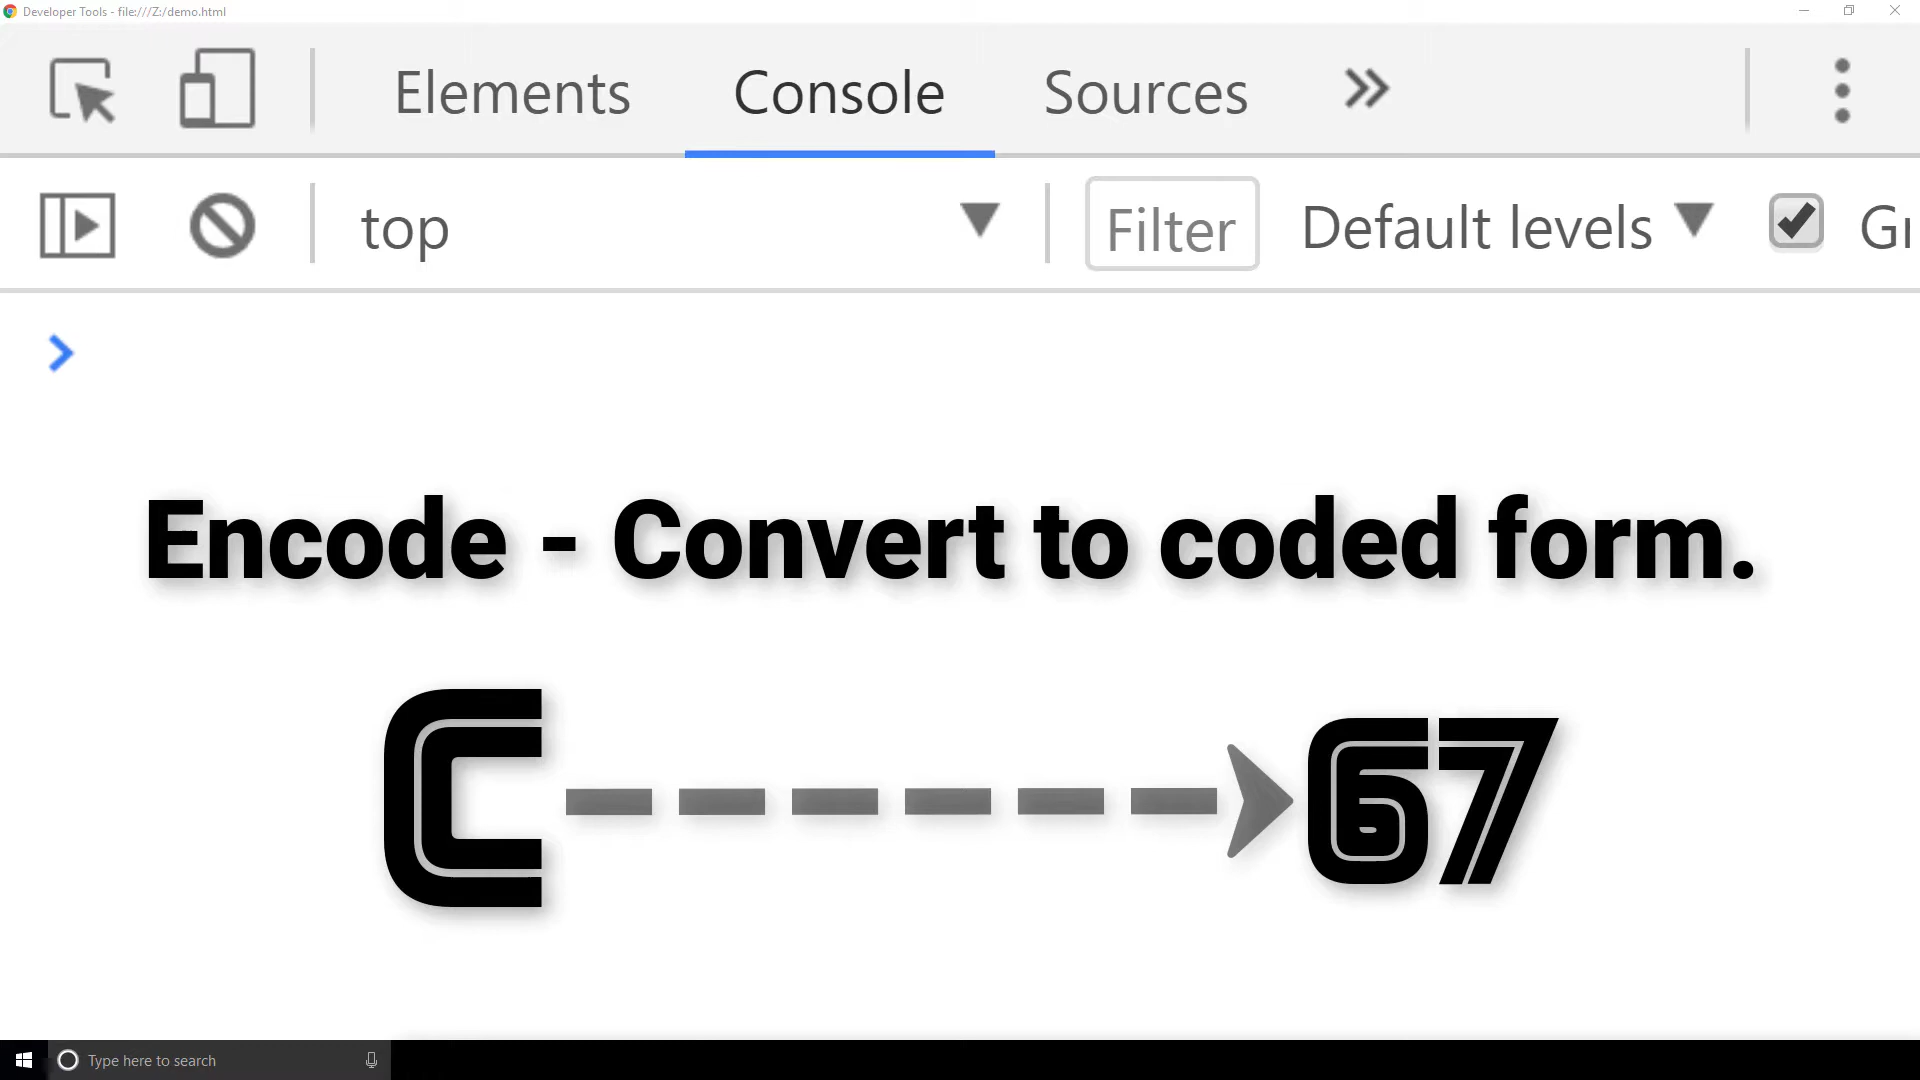 Developer Tools - file:///Z:/demo.html
Elements Console Sources
top Filter Default levels
Encode - Convert to coded form.
C 67
Type here to search